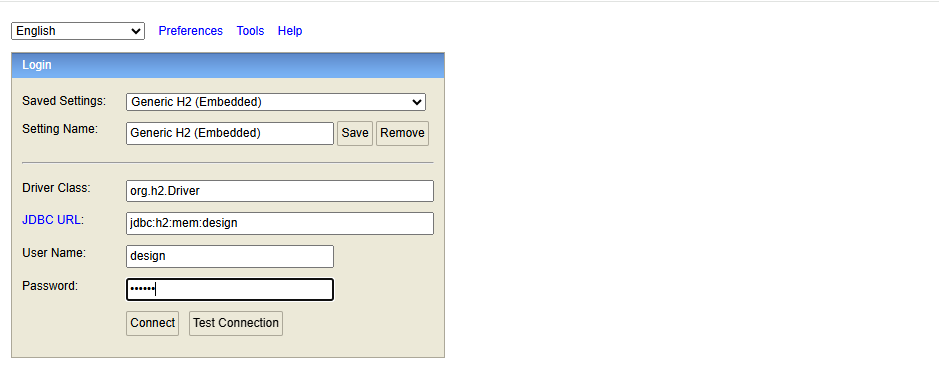 English Preferences Tools Help
Login
Saved Settings: Generic H2 (Embedded)
Setting Name: Generic H2 (Embedded) Save Remove
Driver Class: org.h2.Driver
JDBC URL: jdbc:h2:mem:design
User Name: design
Password: ••••••
Connect Test Connection